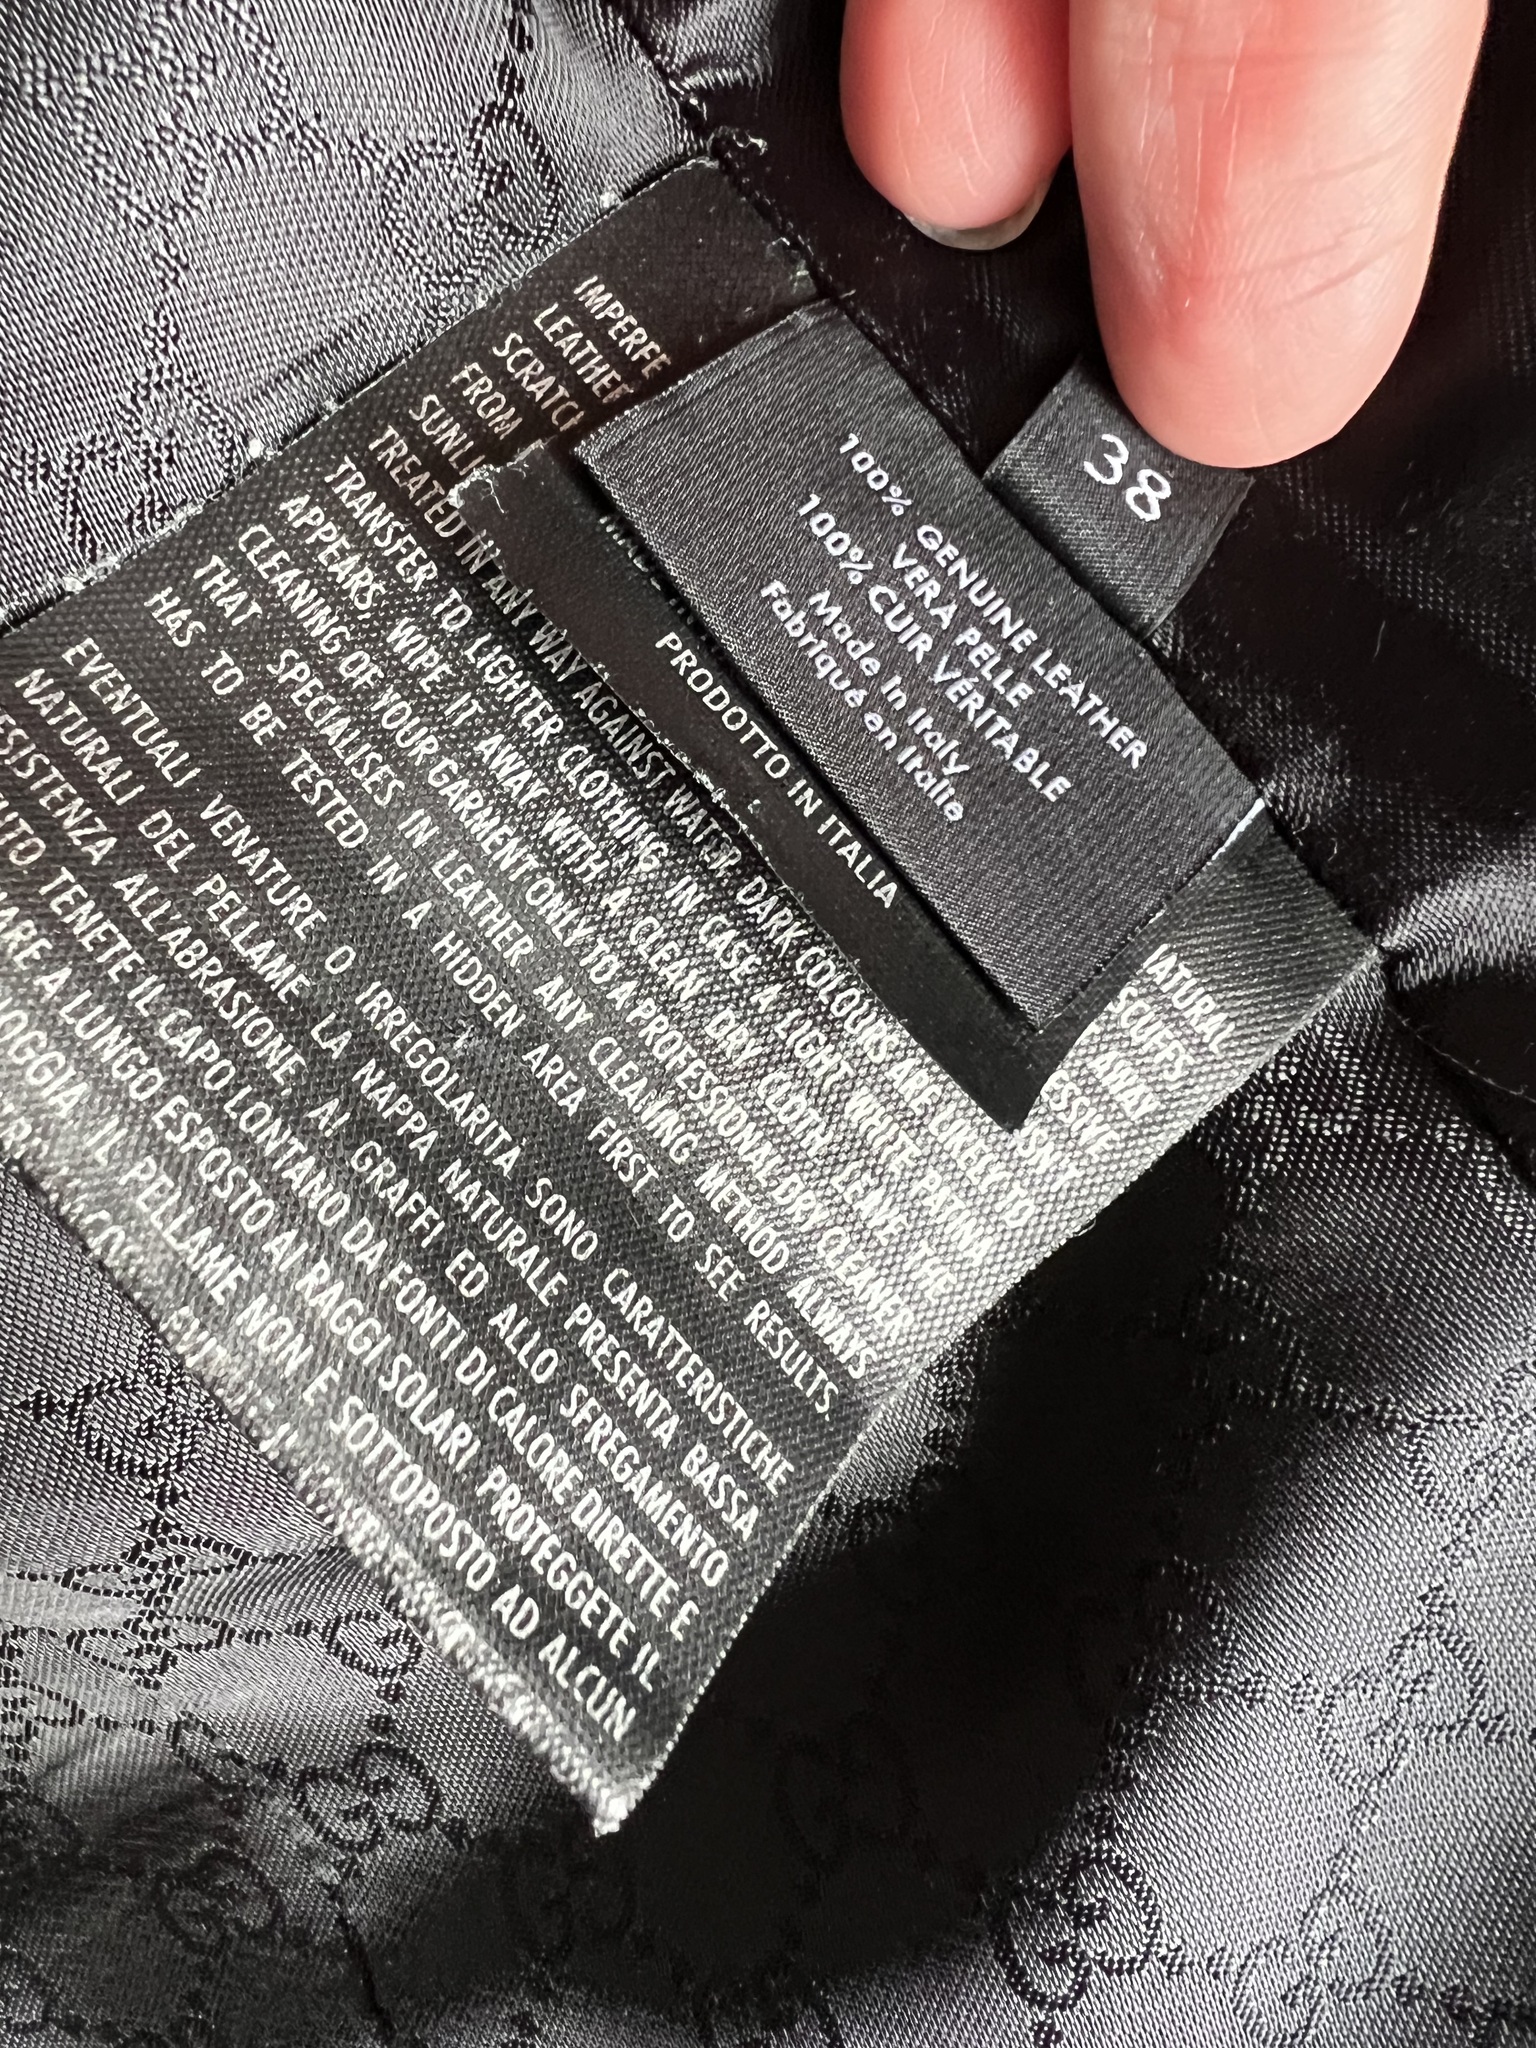 38
100% GENUINE LEATHER
VERA PELLE
100% CUIR VÉRITABLE
Made in Italy
Fabriqué en Italie
PRODOTTO IN ITALIA
NATURAL
SCUFFS
AWAY
ISN'T
FROM
TREATED IN ANY WAY AGAINST WATER. DARK COLOURS ARE LIKELY TO
TRANSFER TO LIGHTER CLOTHING. IN CASE A LIGHT WHITE PATINA
APPEARS, WIPE IT AWAY WITH A CLEAN DRY CLOTH. LEAVE THE
CLEANING OF YOUR GARMENT ONLY TO A PROFESSIONAL DRY CLEANER
THAT SPECIALISES IN LEATHER. ANY CLEANING METHOD ALWAYS
HAS TO BE TESTED IN A HIDDEN AREA FIRST TO SEE RESULTS.
EVENTUALI VENATURE O IRREGOLARITÀ SONO CARATTERISTICHE
NATURALI DEL PELLAME LA NAPPA NATURALE PRESENTA BASSA
ALL'ABRASIONE AI GRAFFI ED ALLO SFREGAMENTO
TENETE IL CAPO LONTANO DA FONTI DI CALORE DIRETTE E
A LUNGO ESPOSTO AI RAGGI SOLARI PROTEGGETE IL
IL PELLAME NON È SOTTOPOSTO AD ALCUN